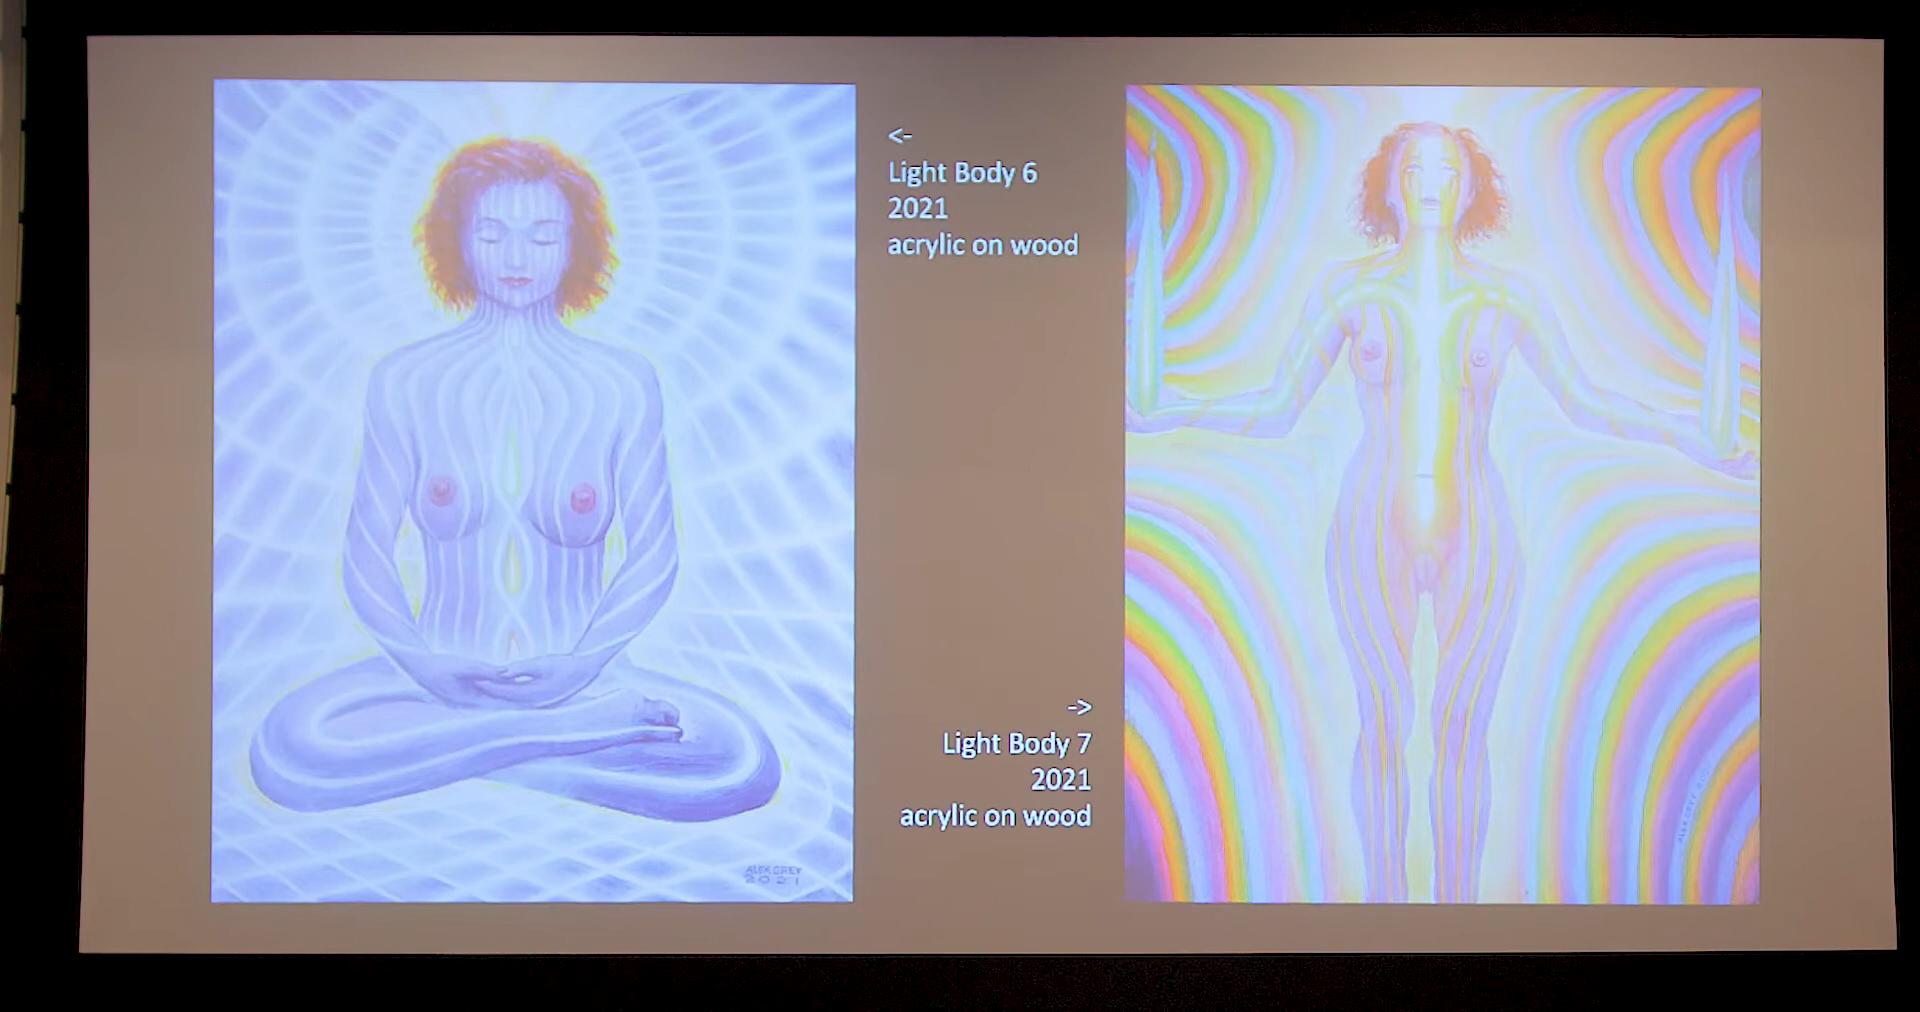 <-
Light Body 6
2021
acrylic on wood
->
Light Body 7
2021
acrylic on wood
ALEX GREY
2021